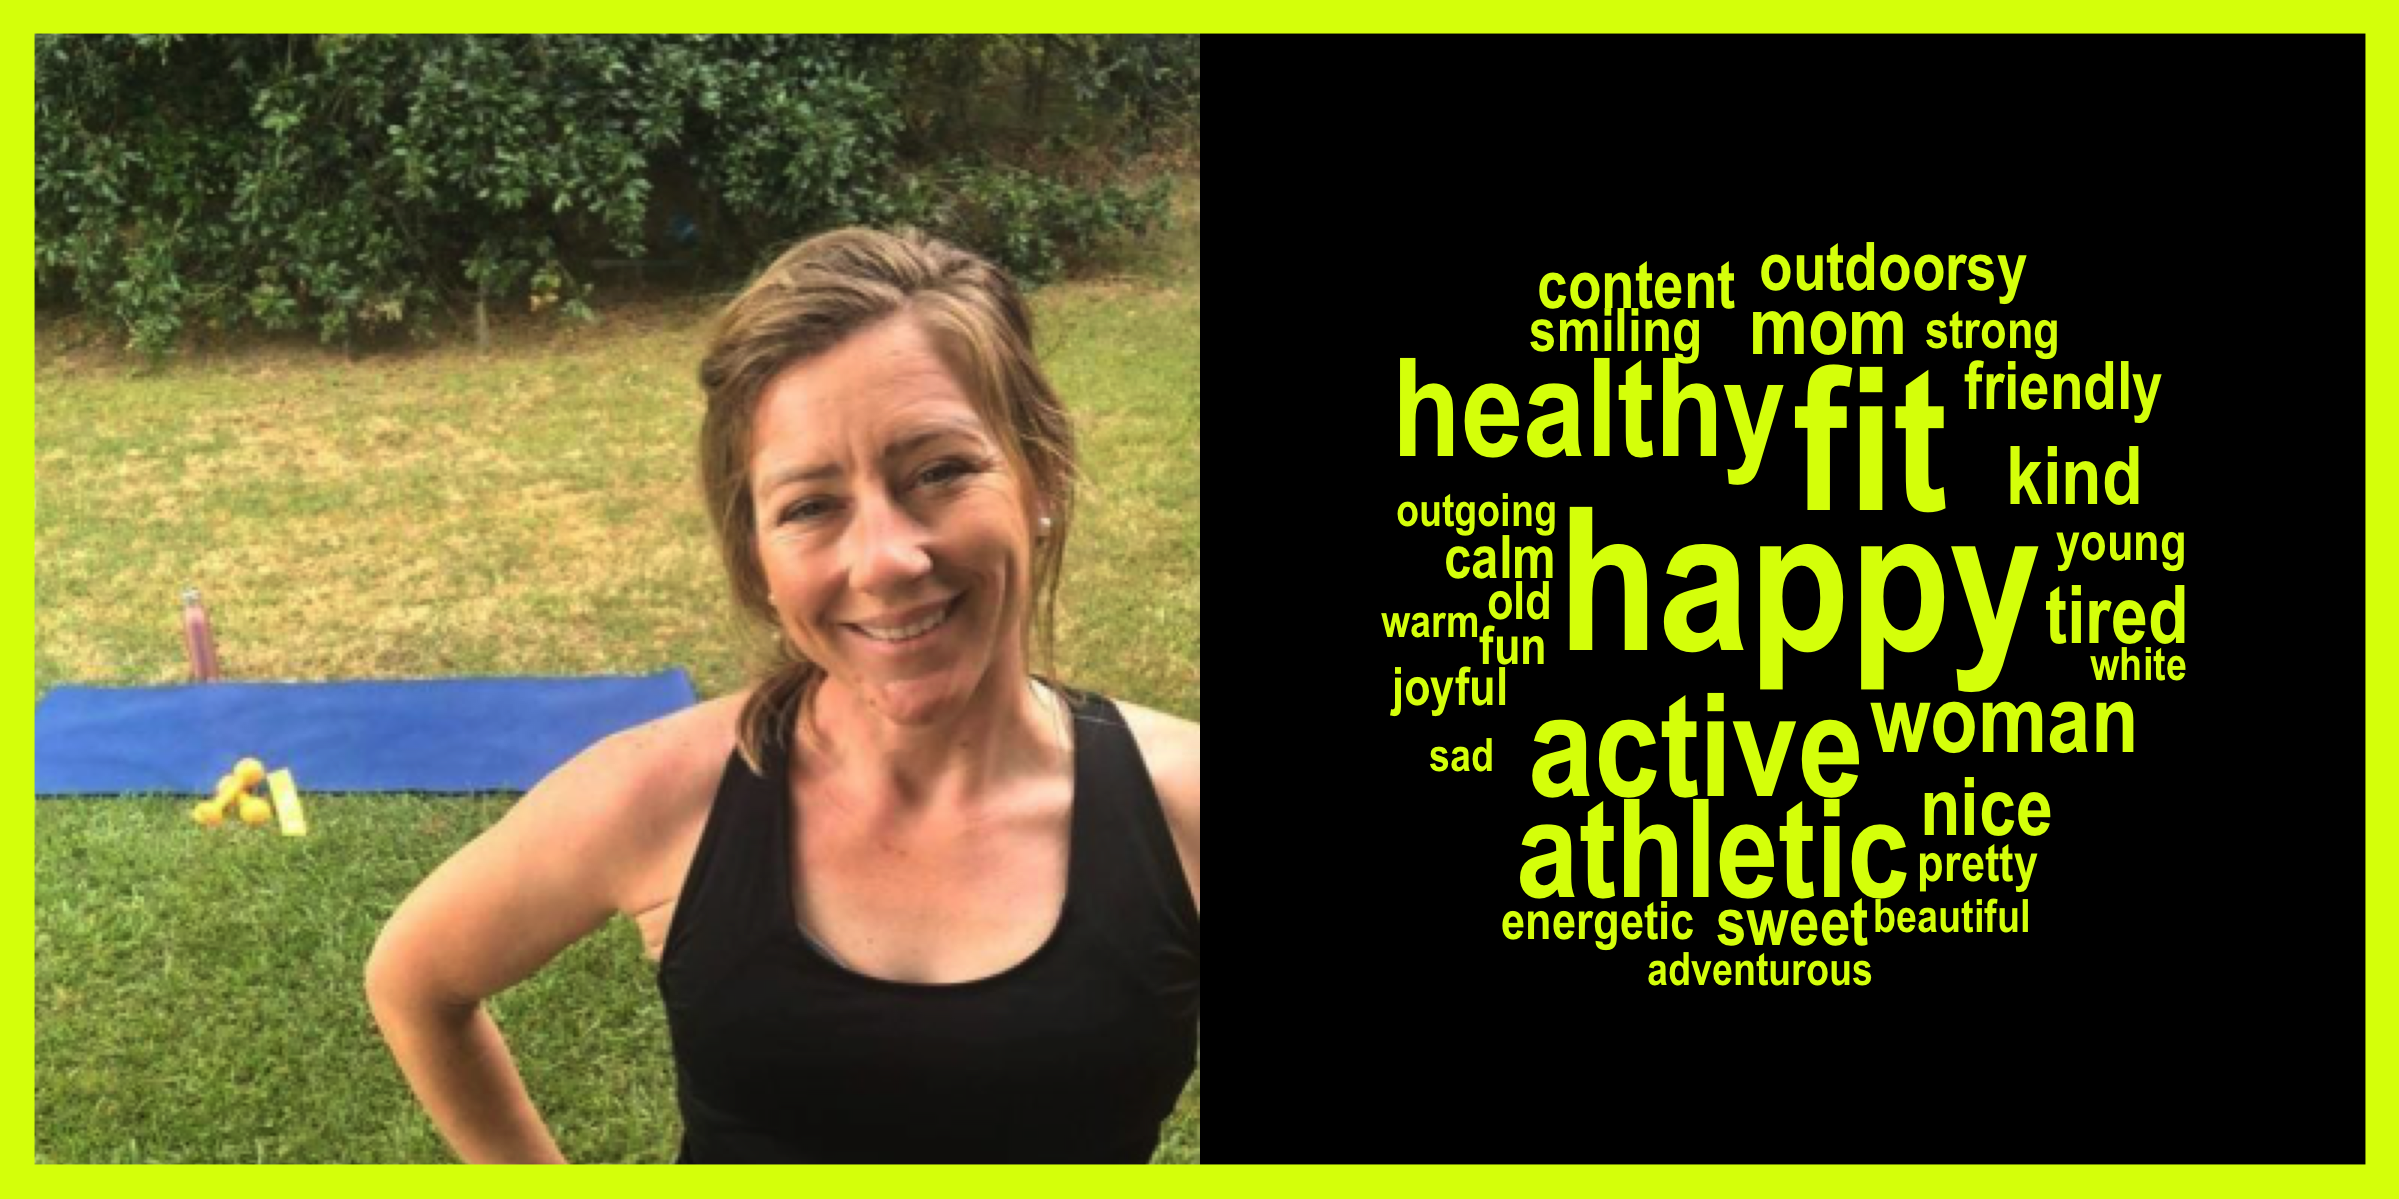 content outdoorsy
smiling mom strong
healthy fit friendly
kind
outgoing
calm happy young
old tired
warm
fun white
joyful
active woman
sad
nice
athletic pretty
energetic sweet beautiful
adventurous